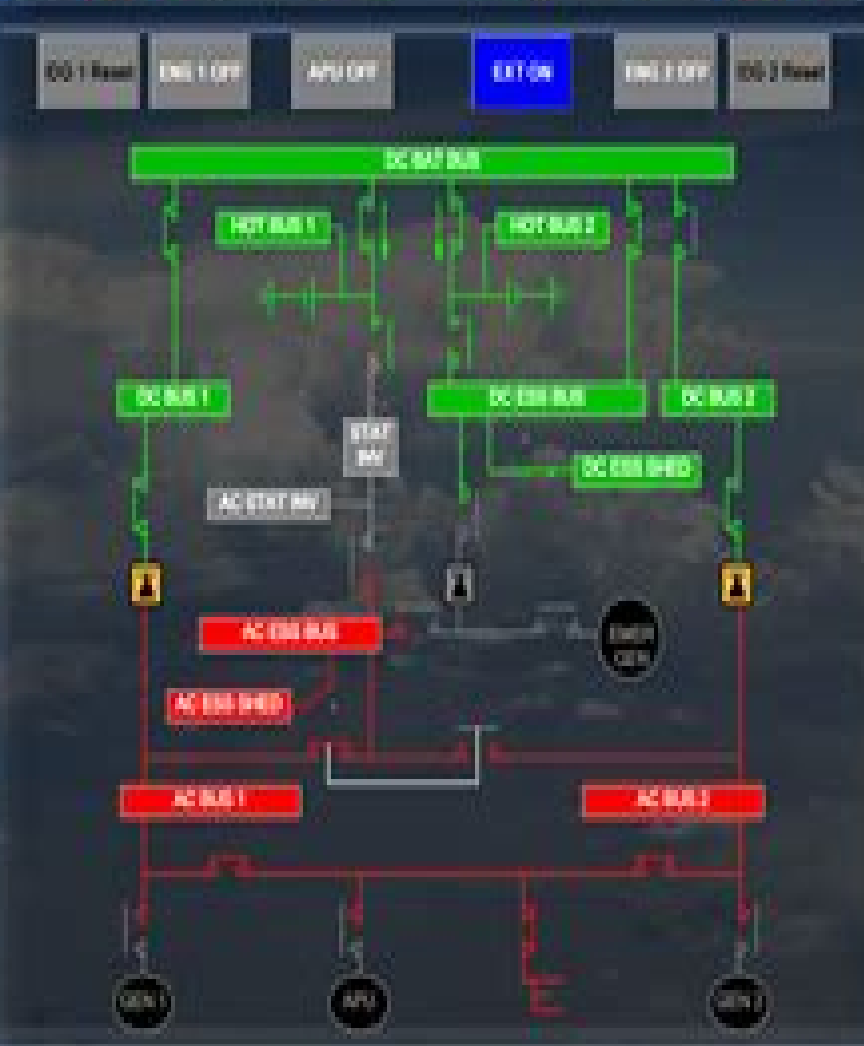 IDG 1 Reset
ENG 1 OFF
APU OFF
EXT ON
ENG 2 OFF
IDG 2 Reset
DC BAT BUS
HOT BUS 1
HOT BUS 2
DC BUS 1
DC ESS BUS
DC BUS 2
STAT
INV
DC ESS SHED
AC STAT INV
AC ESS BUS
EMER
GEN
AC ESS SHED
AC BUS 1
AC BUS 2
GEN 1
APU
GEN 2